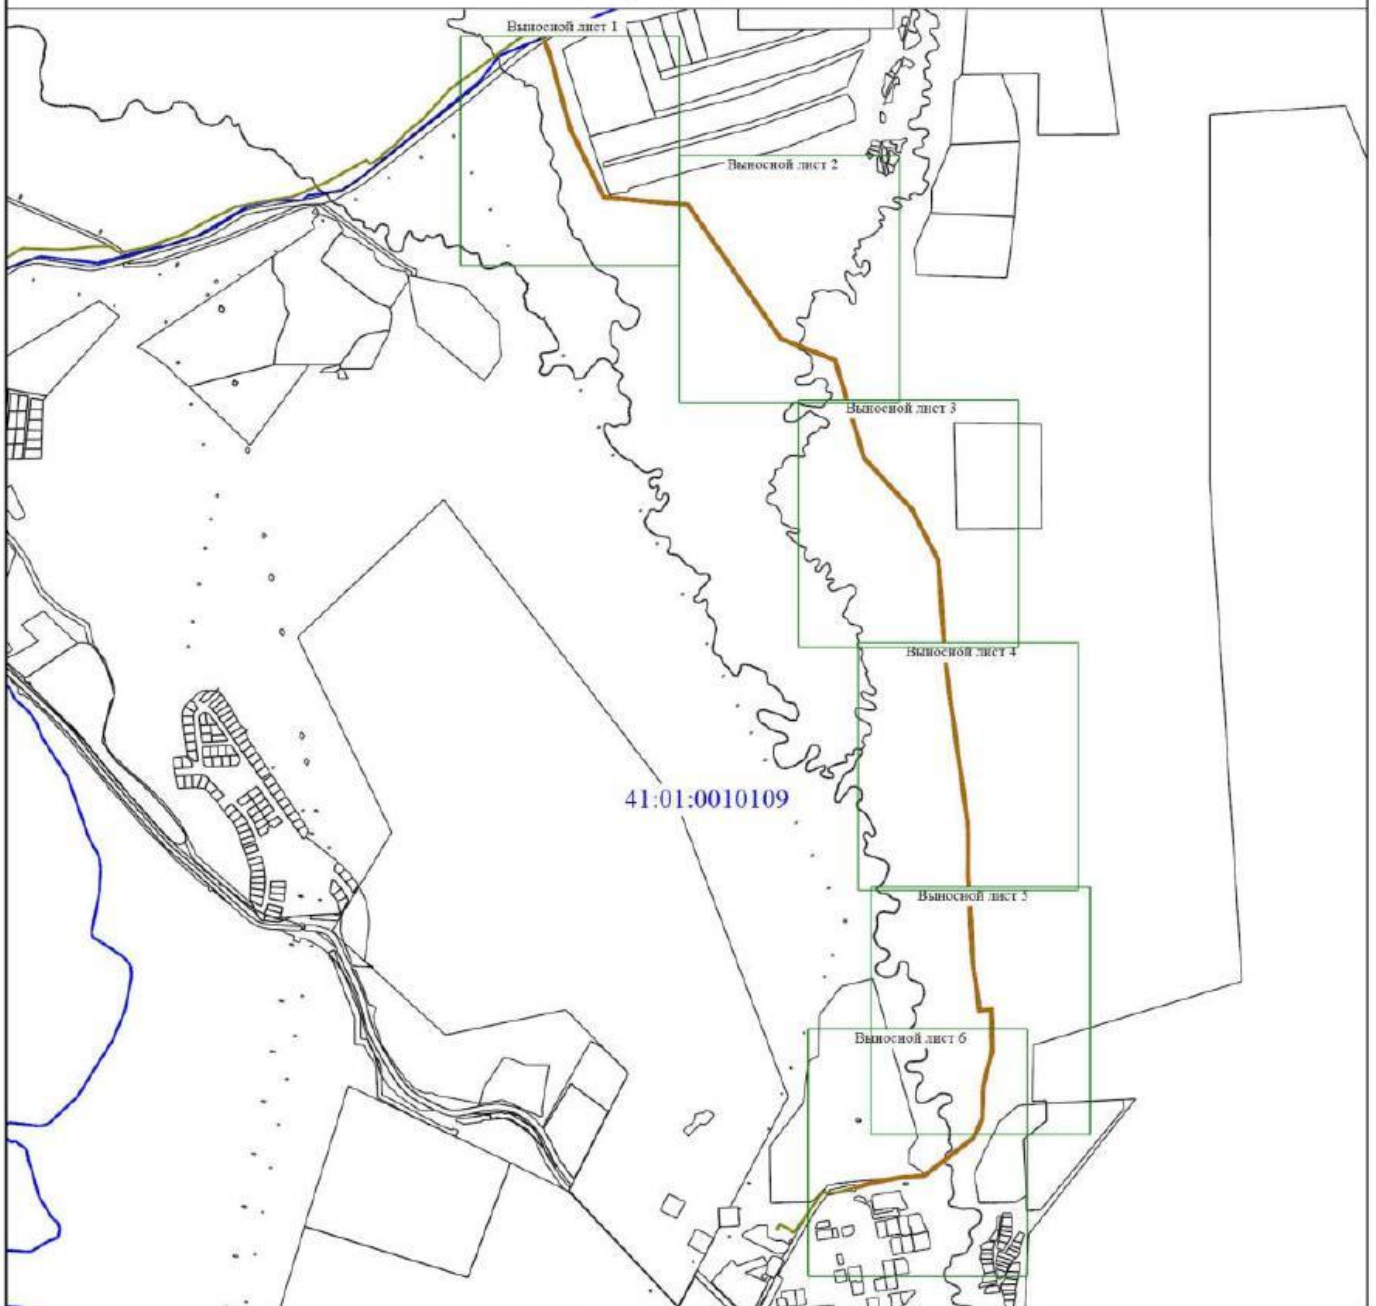 Выносной лист 1
Выносной лист 2
Выносной лист 3
Выносной лист 4
41:01:0010109
Выносной лист 5
Выносной лист 6